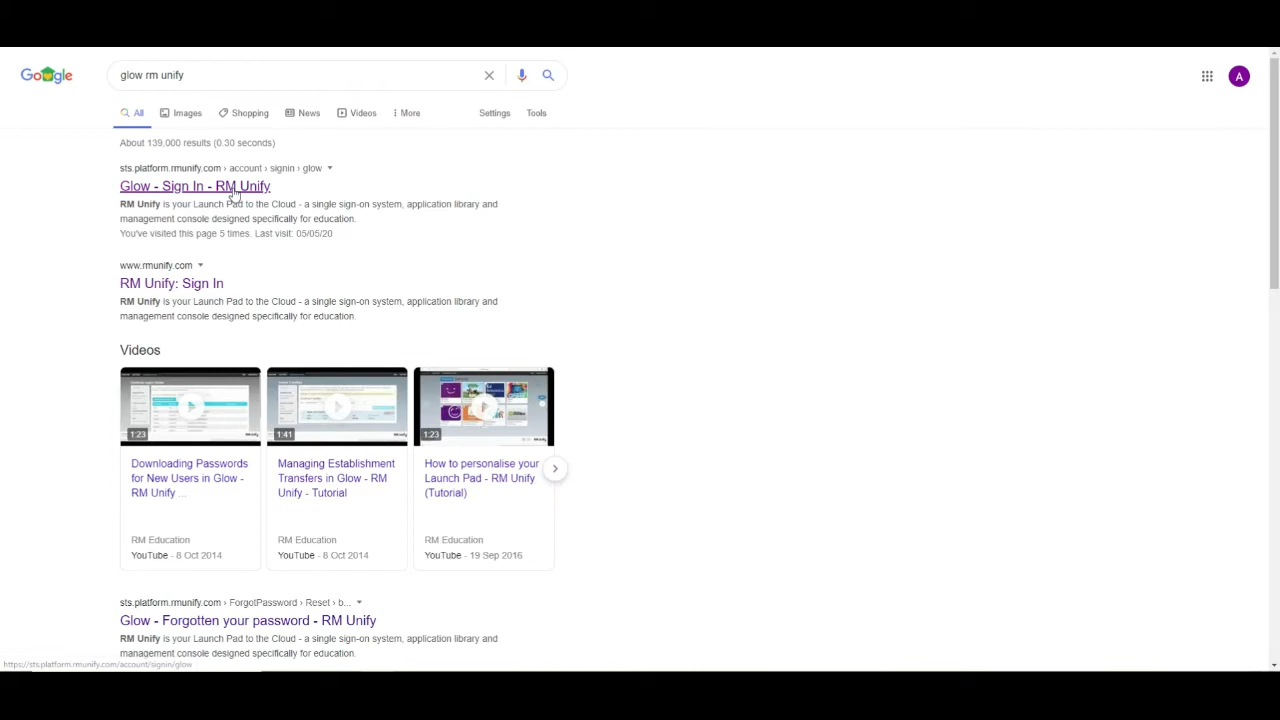 Google
glow rm unify
A
All Images Shopping News Videos More Settings Tools
About 139,000 results (0.30 seconds)
sts.platform.rmunify.com › account › signin › glow
Glow - Sign In - RM Unify
RM Unify is your Launch Pad to the Cloud - a single sign-on system, application library and
management console designed specifically for education.
You've visited this page 5 times. Last visit: 05/05/20
www.rmunify.com
RM Unify: Sign In
RM Unify is your Launch Pad to the Cloud - a single sign-on system, application library and
management console designed specifically for education.
Videos
1:23
Downloading Passwords
for New Users in Glow -
RM Unify ...
RM Education
YouTube - 8 Oct 2014
1:41
Managing Establishment
Transfers in Glow - RM
Unify - Tutorial
RM Education
YouTube - 8 Oct 2014
1:23
How to personalise your
Launch Pad - RM Unify
(Tutorial)
RM Education
YouTube - 19 Sep 2016
sts.platform.rmunify.com › ForgotPassword › Reset › b...
Glow - Forgotten your password - RM Unify
RM Unify is your Launch Pad to the Cloud - a single sign-on system, application library and
management console designed specifically for education.
https://sts.platform.rmunify.com/account/signin/glow